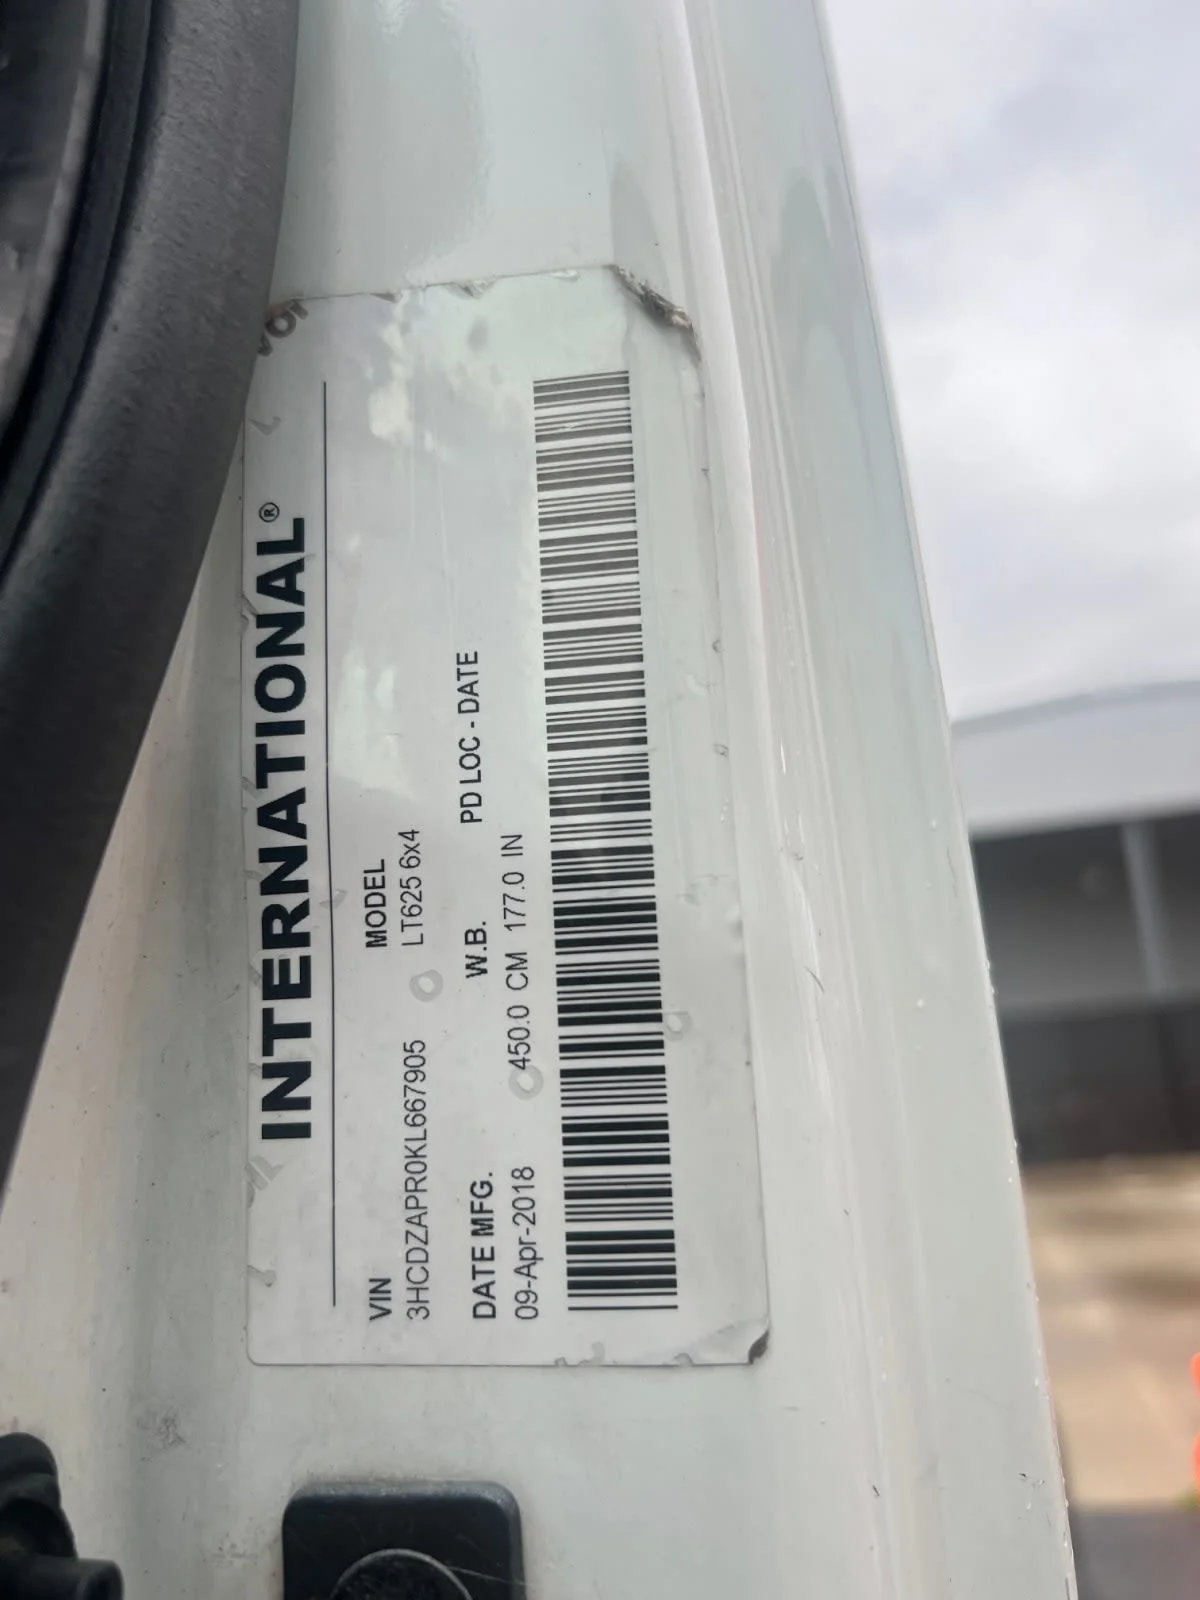 INTERNATIONAL®
VIN MODEL
3HCDZAPR0KL667905 LT625 6x4
DATE MFG. W.B. PD LOC - DATE
09-Apr-2018 450.0 CM 177.0 IN